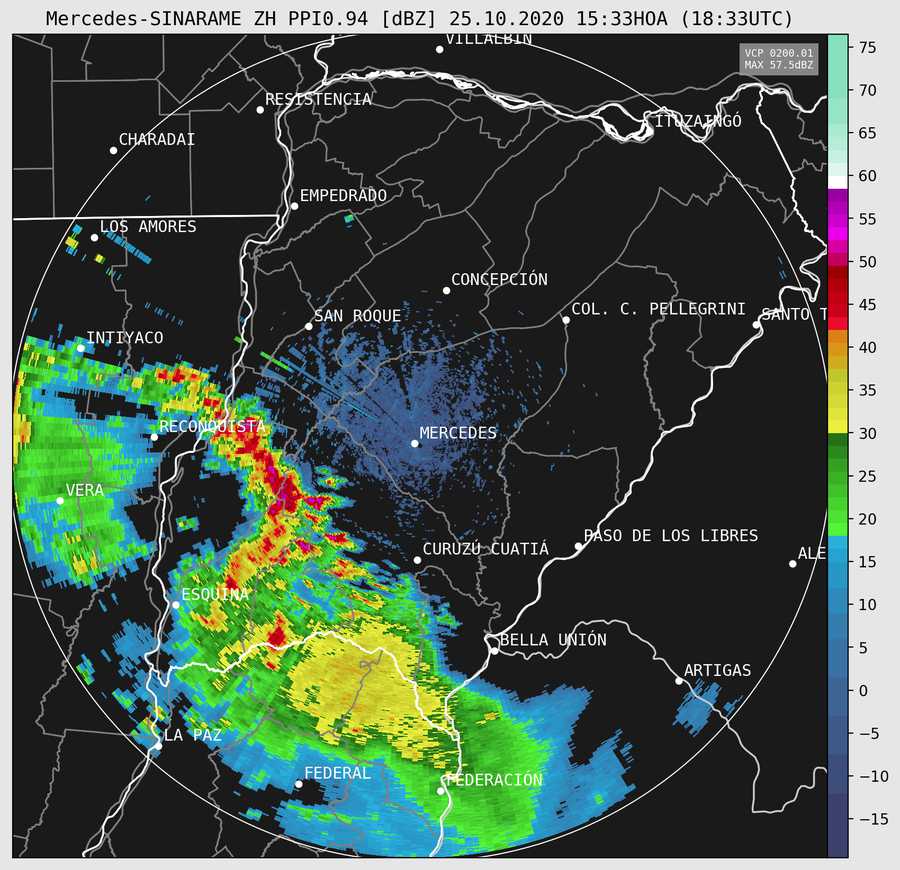 Mercedes-SINARAME ZH PPI0.94 [dBZ] 25.10.2020 15:33HOA (18:33UTC)
VILLALBIN
VCP 0200.01
MAX 57.5dBZ
RESISTENCIA
ITUZAINGÓ
CHARADAI
EMPEDRADO
LOS AMORES
CONCEPCIÓN
SAN ROQUE
COL. C. PELLEGRINI
SANTO T
INTIYACO
RECONQUISTA
MERCEDES
VERA
CURUZÚ CUATIÁ
PASO DE LOS LIBRES
ALE
ESQUINA
BELLA UNIÓN
ARTIGAS
LA PAZ
FEDERAL
FEDERACIÓN
75
70
65
60
55
50
45
40
35
30
25
20
15
10
5
0
−5
−10
−15